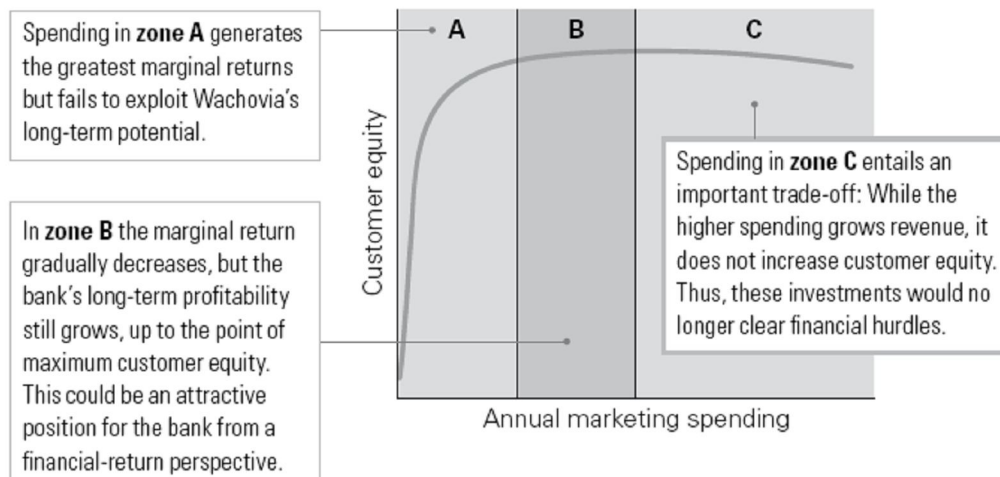 Spending in zone A generates
the greatest marginal returns
but fails to exploit Wachovia's
long-term potential.
In zone B the marginal return
gradually decreases, but the
bank's long-term profitability
still grows, up to the point of
maximum customer equity.
This could be an attractive
position for the bank from a
financial-return perspective.
A
B
C
Customer equity
Annual marketing spending
Spending in zone C entails an
important trade-off: While the
higher spending grows revenue, it
does not increase customer equity.
Thus, these investments would no
longer clear financial hurdles.